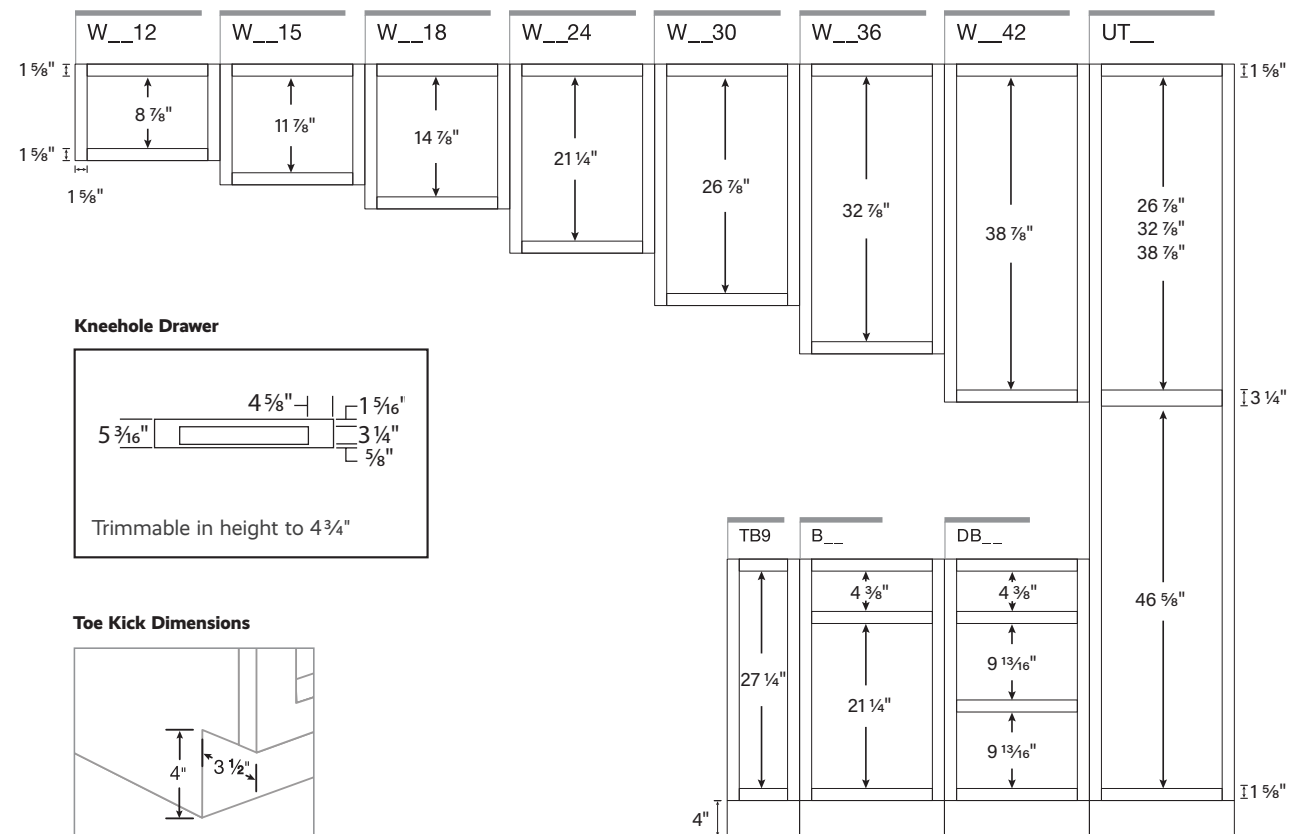 W__12 W__15 W__18 W__24 W__30 W__36 W__42 UT__
1 ⅝" 1 ⅝"
8 ⅞" 11 ⅞" 14 ⅞" 21 ¼" 26 ⅞" 32 ⅞" 38 ⅞" 26 ⅞"
32 ⅞"
38 ⅞"
1 ⅝"
1 ⅝"
Kneehole Drawer
4 ⅝" 1 5⁄16"
5 3⁄16" 3 ¼"
⅝"
Trimmable in height to 4 ¾"
3 ¼"
TB9 B__ DB__
4 ⅜" 4 ⅜"
46 ⅝"
9 13⁄16"
27 ¼" 21 ¼"
9 13⁄16"
1 ⅝"
4"
Toe Kick Dimensions
4" 3 ½"